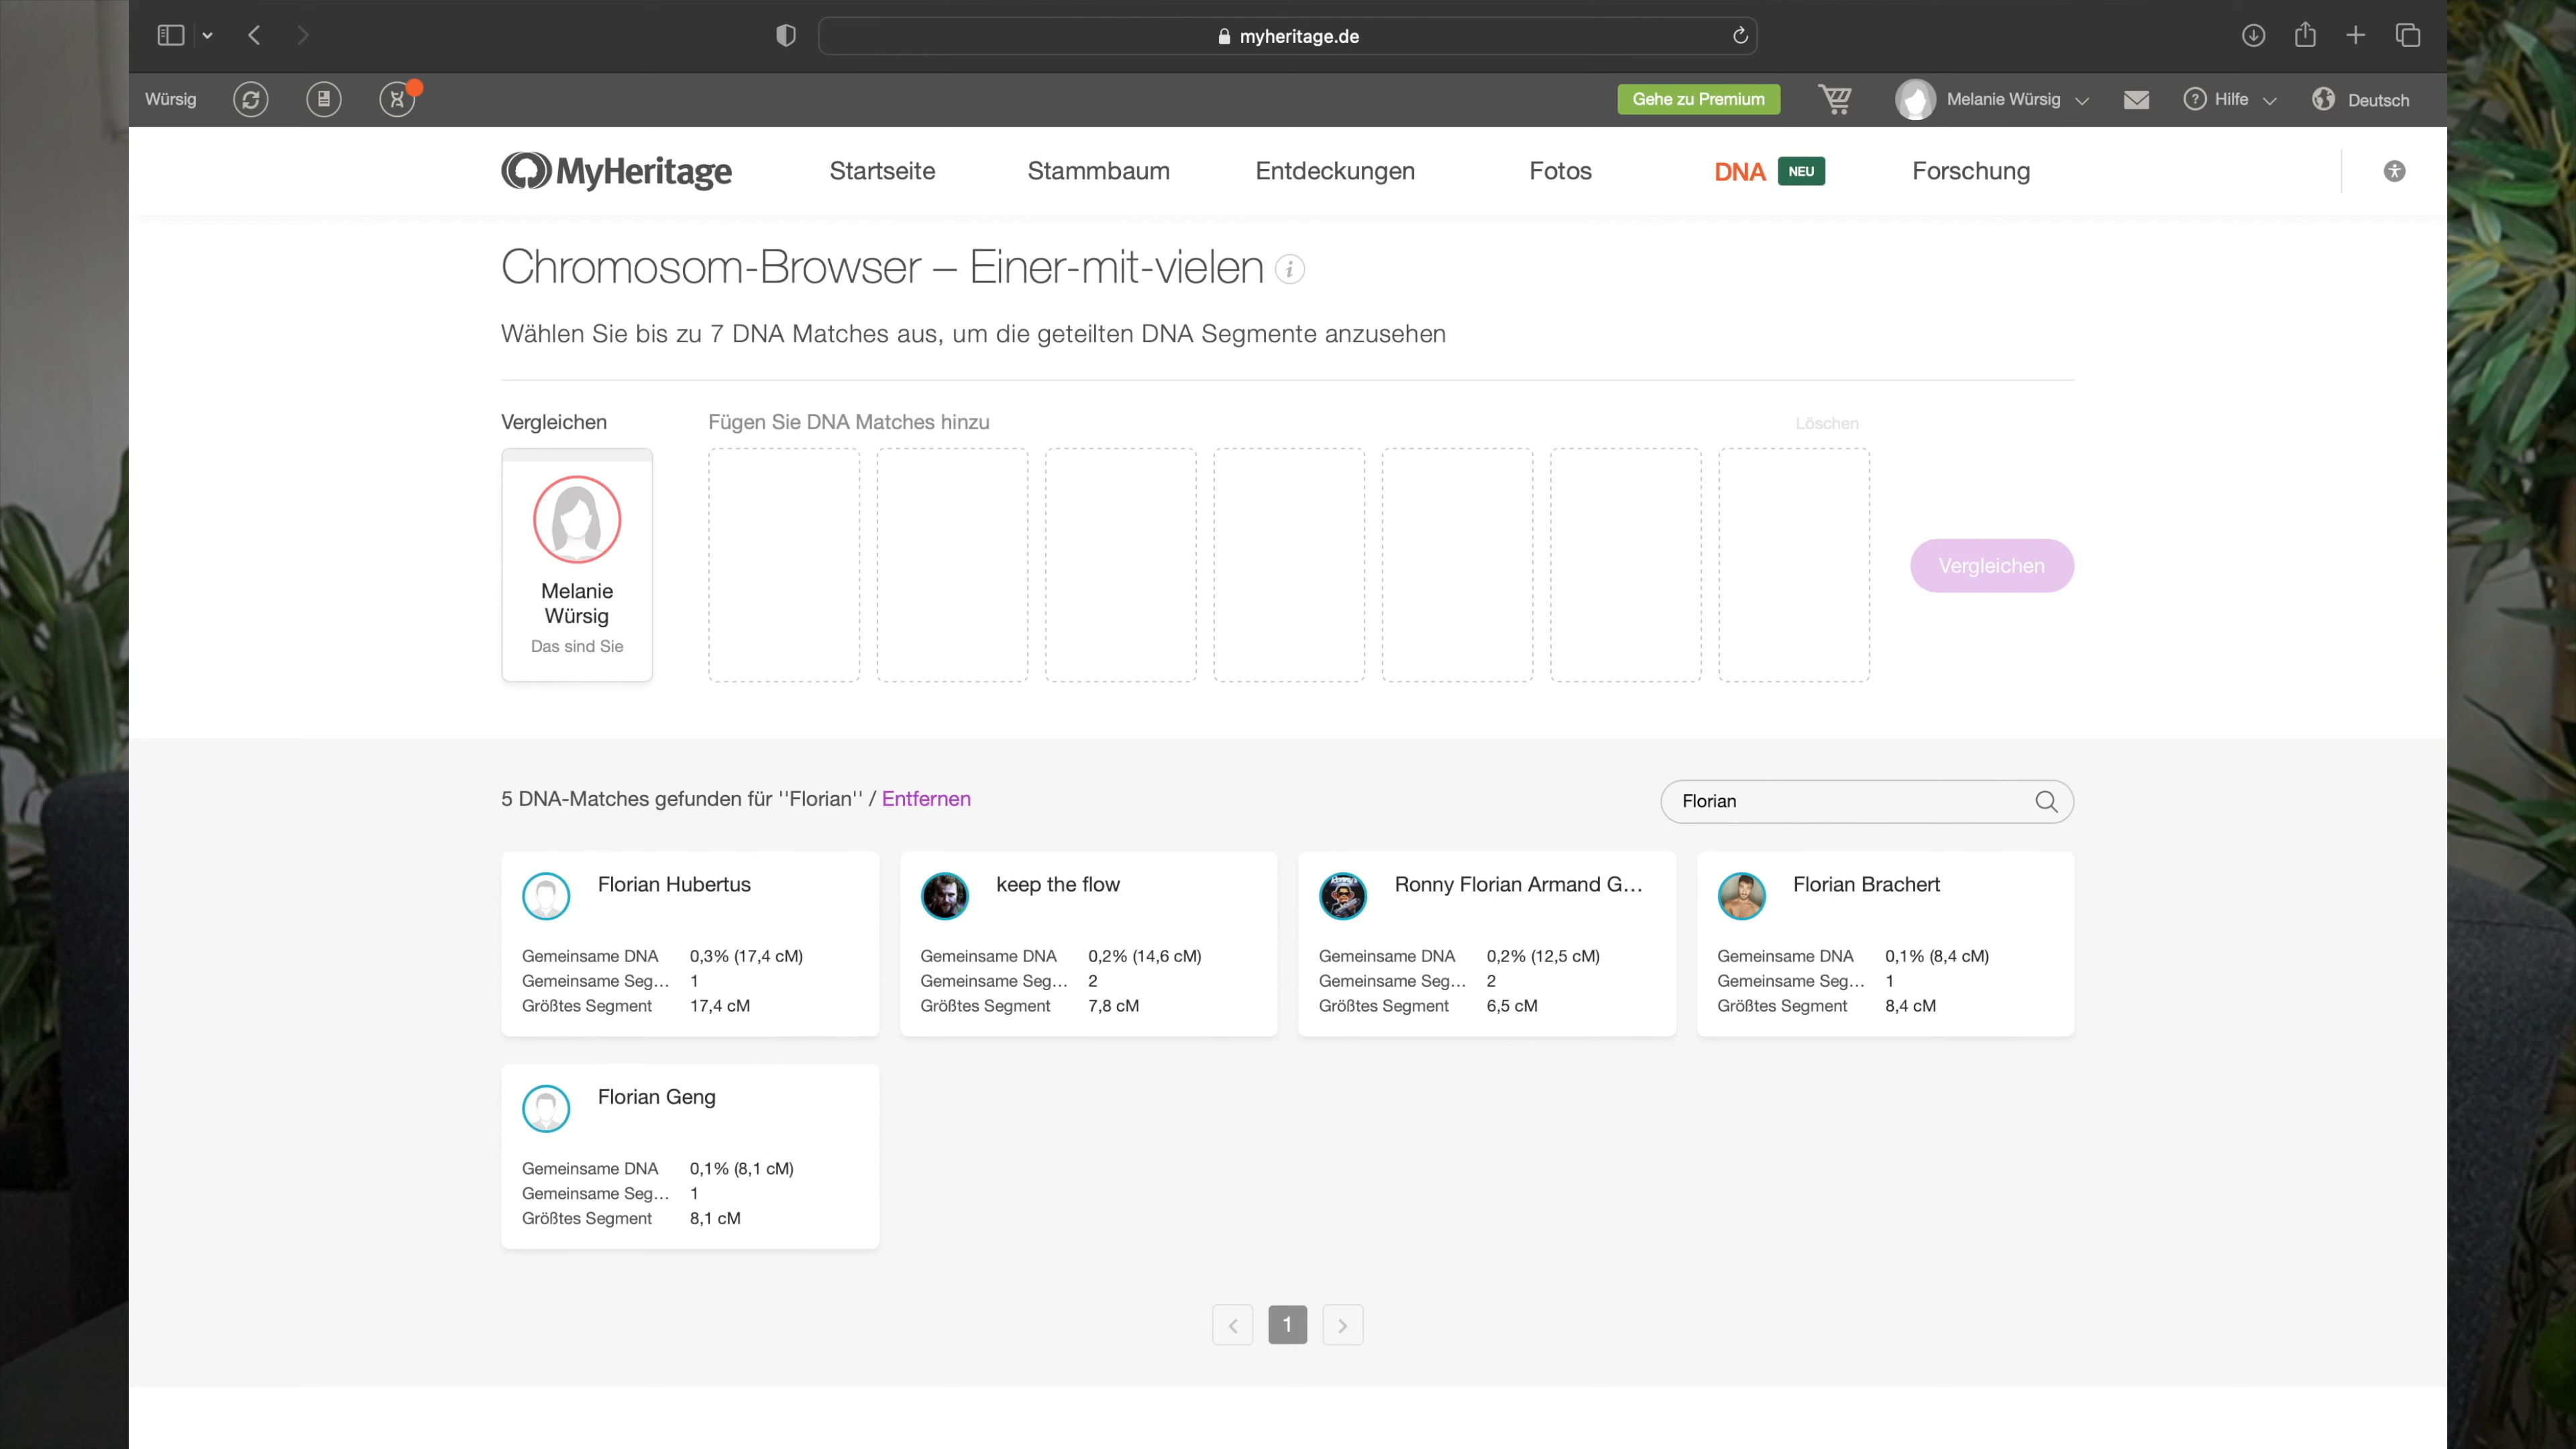 myheritage.de
Würsig
Gehe zu Premium
Melanie Würsig
Hilfe
Deutsch
MyHeritage
Startseite
Stammbaum
Entdeckungen
Fotos
DNA NEU
Forschung
Chromosom-Browser – Einer-mit-vielen
Wählen Sie bis zu 7 DNA Matches aus, um die geteilten DNA Segmente anzusehen
Vergleichen
Fügen Sie DNA Matches hinzu
Löschen
Melanie
Würsig
Das sind Sie
Vergleichen
5 DNA-Matches gefunden für ''Florian'' / Entfernen
Florian
Florian Hubertus
Gemeinsame DNA 0,3% (17,4 cM)
Gemeinsame Seg... 1
Größtes Segment 17,4 cM
keep the flow
Gemeinsame DNA 0,2% (14,6 cM)
Gemeinsame Seg... 2
Größtes Segment 7,8 cM
Ronny Florian Armand G...
Gemeinsame DNA 0,2% (12,5 cM)
Gemeinsame Seg... 2
Größtes Segment 6,5 cM
Florian Brachert
Gemeinsame DNA 0,1% (8,4 cM)
Gemeinsame Seg... 1
Größtes Segment 8,4 cM
Florian Geng
Gemeinsame DNA 0,1% (8,1 cM)
Gemeinsame Seg... 1
Größtes Segment 8,1 cM
1